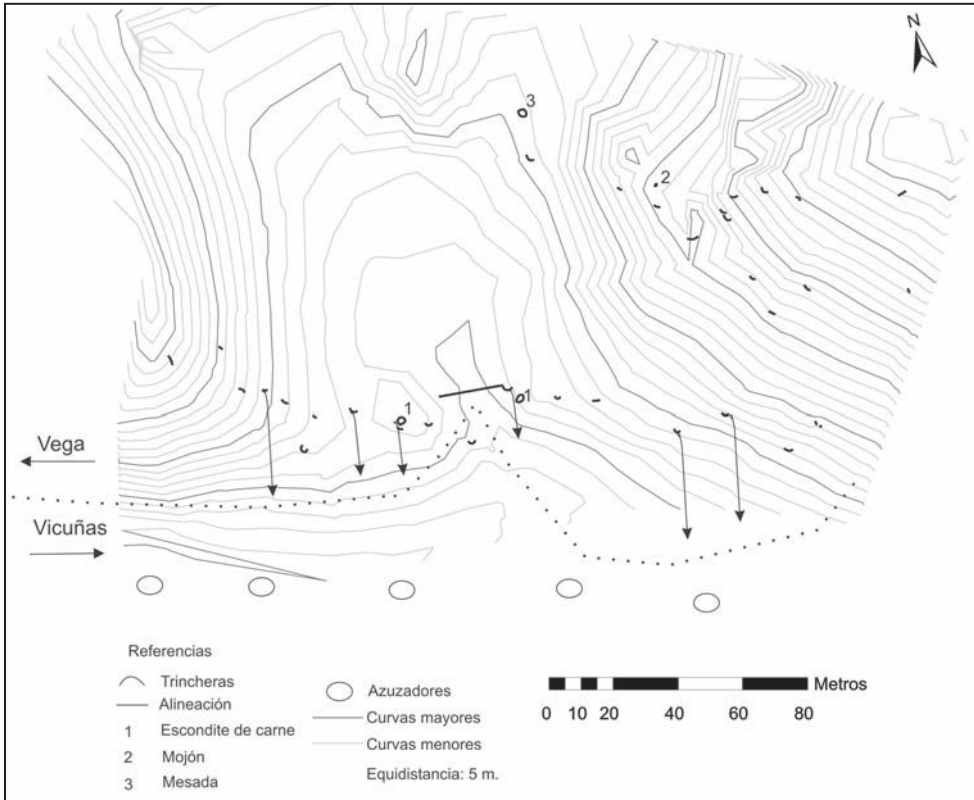 N
3
2
1
1
Vega
Vicuñas
Referencias
Trincheras
Alineación
1 Escondite de carne
2 Mojón
3 Mesada
Azuzadores
Curvas mayores
Curvas menores
Equidistancia: 5 m.
Metros
0 10 20 40 60 80